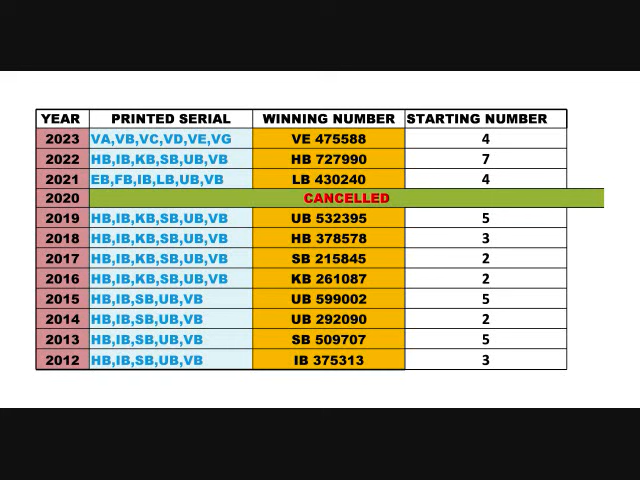 YEAR PRINTED SERIAL WINNING NUMBER STARTING NUMBER
2023 VA,VB,VC,VD,VE,VG VE 475588 4
2022 HB,IB,KB,SB,UB,VB HB 727990 7
2021 EB,FB,IB,LB,UB,VB LB 430240 4
2020 CANCELLED
2019 HB,IB,KB,SB,UB,VB UB 532395 5
2018 HB,IB,KB,SB,UB,VB HB 378578 3
2017 HB,IB,KB,SB,UB,VB SB 215845 2
2016 HB,IB,KB,SB,UB,VB KB 261087 2
2015 HB,IB,SB,UB,VB UB 599002 5
2014 HB,IB,SB,UB,VB UB 292090 2
2013 HB,IB,SB,UB,VB SB 509707 5
2012 HB,IB,SB,UB,VB IB 375313 3